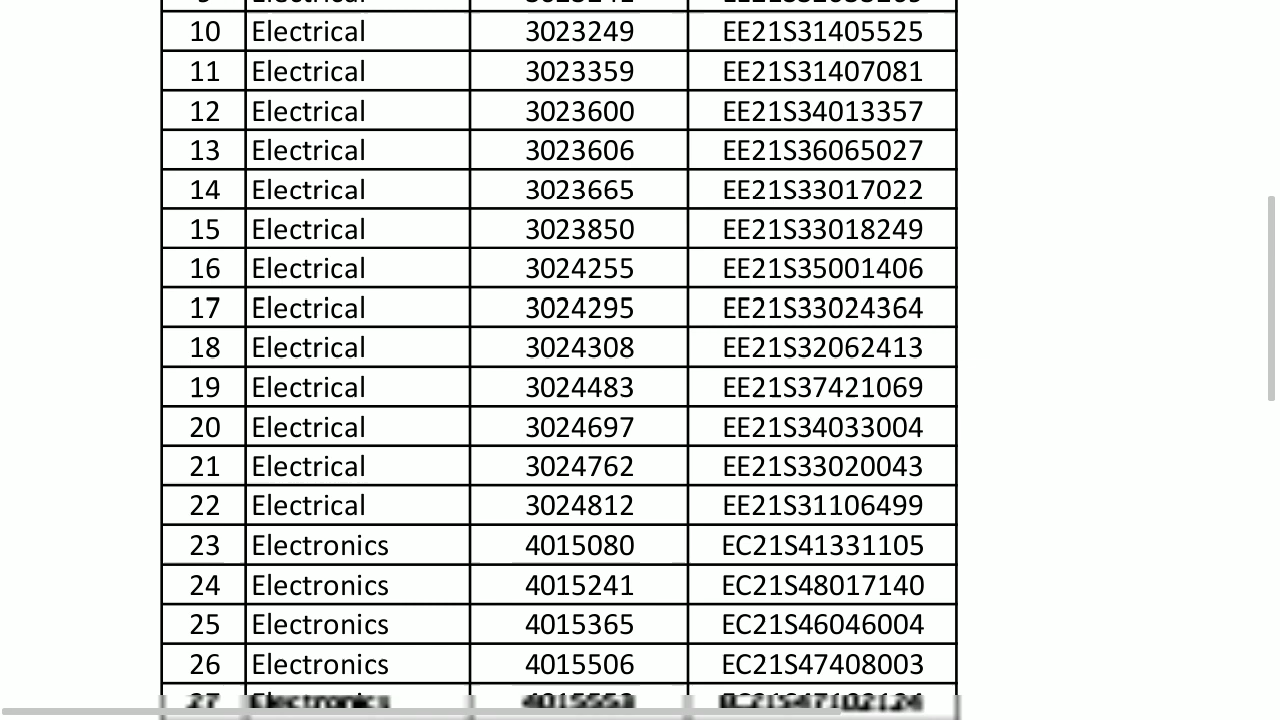 10 Electrical 3023249 EE21S31405525
11 Electrical 3023359 EE21S31407081
12 Electrical 3023600 EE21S34013357
13 Electrical 3023606 EE21S36065027
14 Electrical 3023665 EE21S33017022
15 Electrical 3023850 EE21S33018249
16 Electrical 3024255 EE21S35001406
17 Electrical 3024295 EE21S33024364
18 Electrical 3024308 EE21S32062413
19 Electrical 3024483 EE21S37421069
20 Electrical 3024697 EE21S34033004
21 Electrical 3024762 EE21S33020043
22 Electrical 3024812 EE21S31106499
23 Electronics 4015080 EC21S41331105
24 Electronics 4015241 EC21S48017140
25 Electronics 4015365 EC21S46046004
26 Electronics 4015506 EC21S47408003
27 Electronics